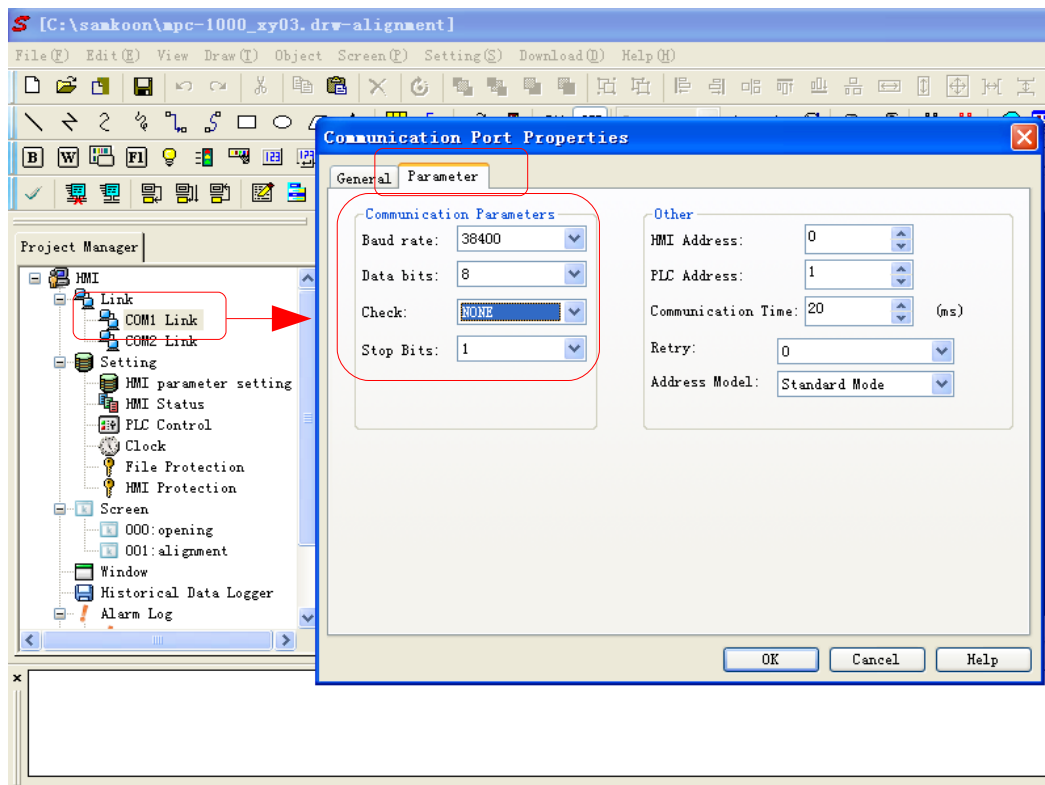 S [C:\samkoon\mpc-1000_xy03.drw-alignment]
File(F) Edit(E) View Draw(T) Object Screen(P) Setting(S) Download(D) Help(H)
B W F1 123 123
Communication Port Properties
General Parameter
Communication Parameters
Baud rate: 38400
Data bits: 8
Check: NONE
Stop Bits: 1
Other
HMI Address: 0
PLC Address: 1
Communication Time: 20 (ms)
Retry: 0
Address Model: Standard Mode
OK Cancel Help
Project Manager
HMI
Link
COM1 Link
COM2 Link
Setting
HMI parameter setting
HMI Status
PLC Control
Clock
File Protection
HMI Protection
Screen
000:opening
001:alignment
Window
Historical Data Logger
Alarm Log